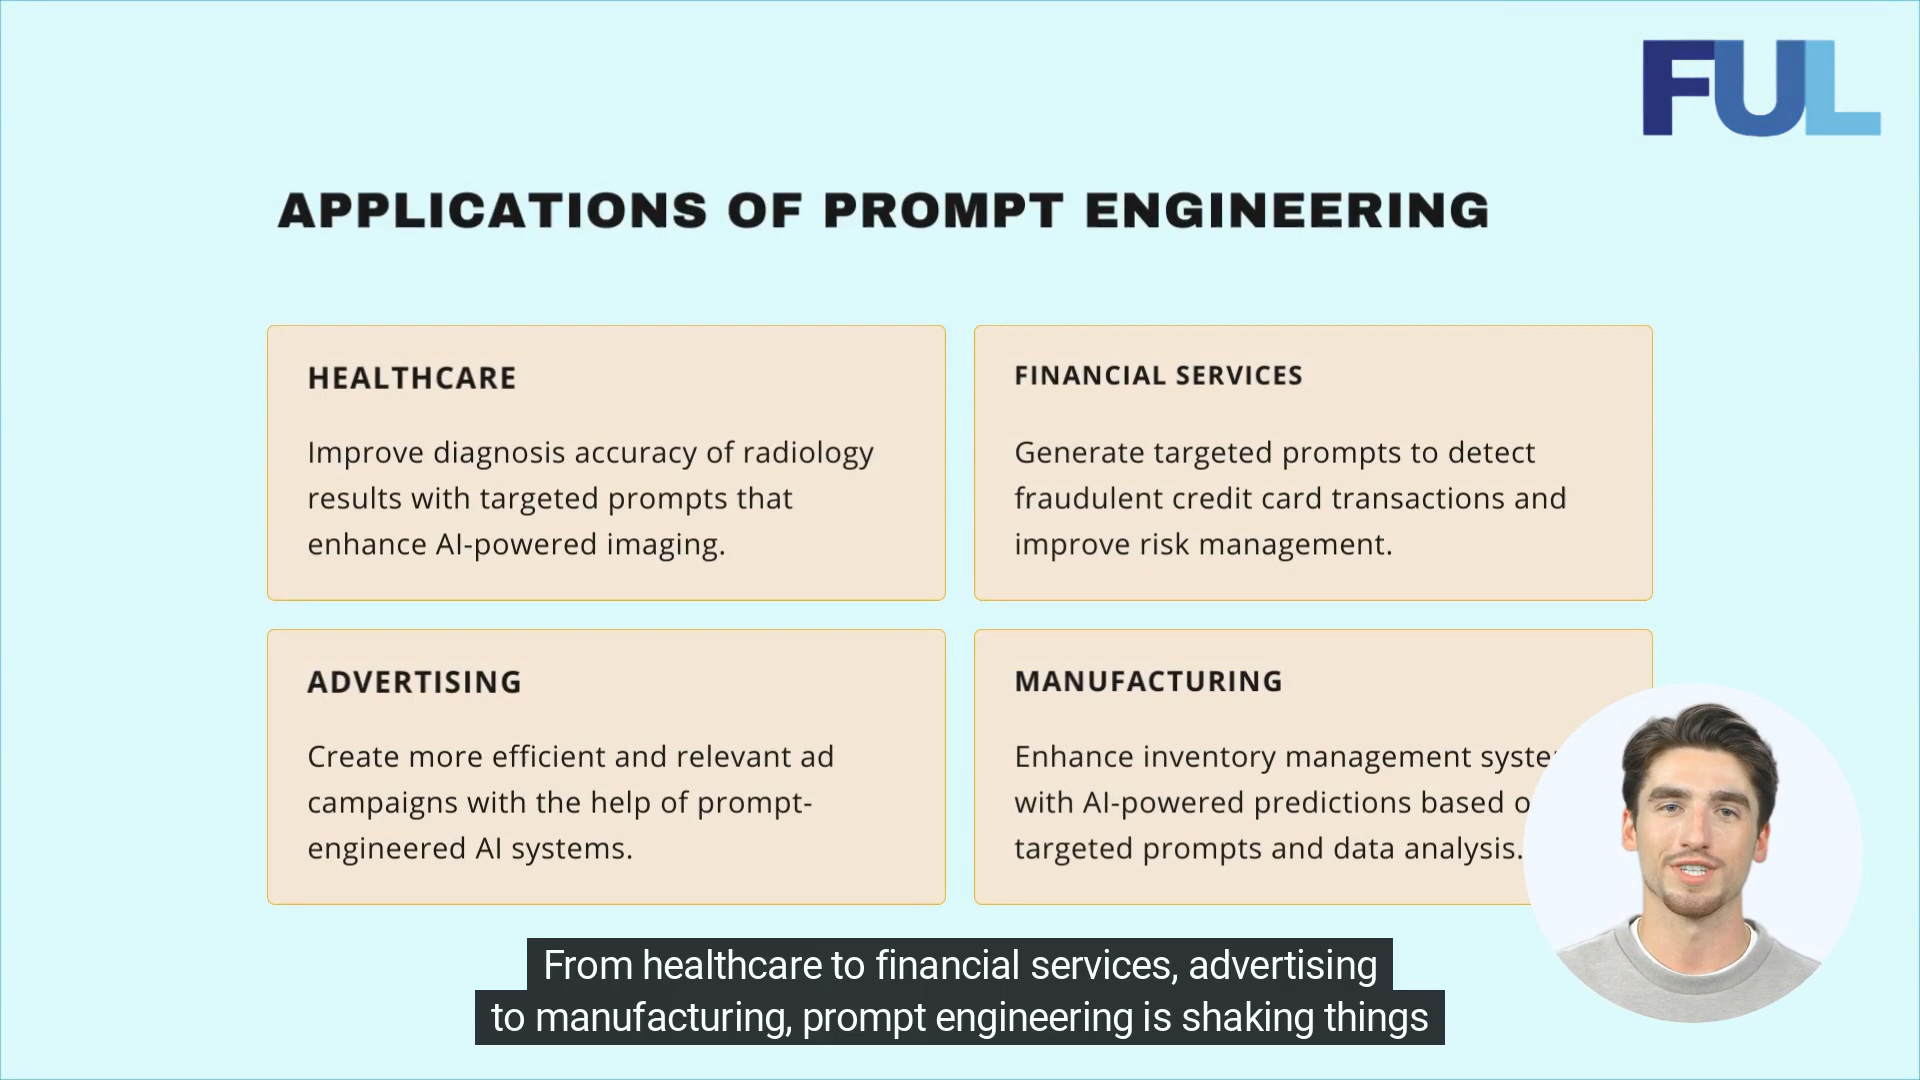 FUL
APPLICATIONS OF PROMPT ENGINEERING
HEALTHCARE
Improve diagnosis accuracy of radiology
results with targeted prompts that
enhance AI-powered imaging.
FINANCIAL SERVICES
Generate targeted prompts to detect
fraudulent credit card transactions and
improve risk management.
ADVERTISING
Create more efficient and relevant ad
campaigns with the help of prompt-
engineered AI systems.
MANUFACTURING
Enhance inventory management
with AI-powered predictions based
targeted prompts and data analysis.
From healthcare to financial services, advertising
to manufacturing, prompt engineering is shaking things